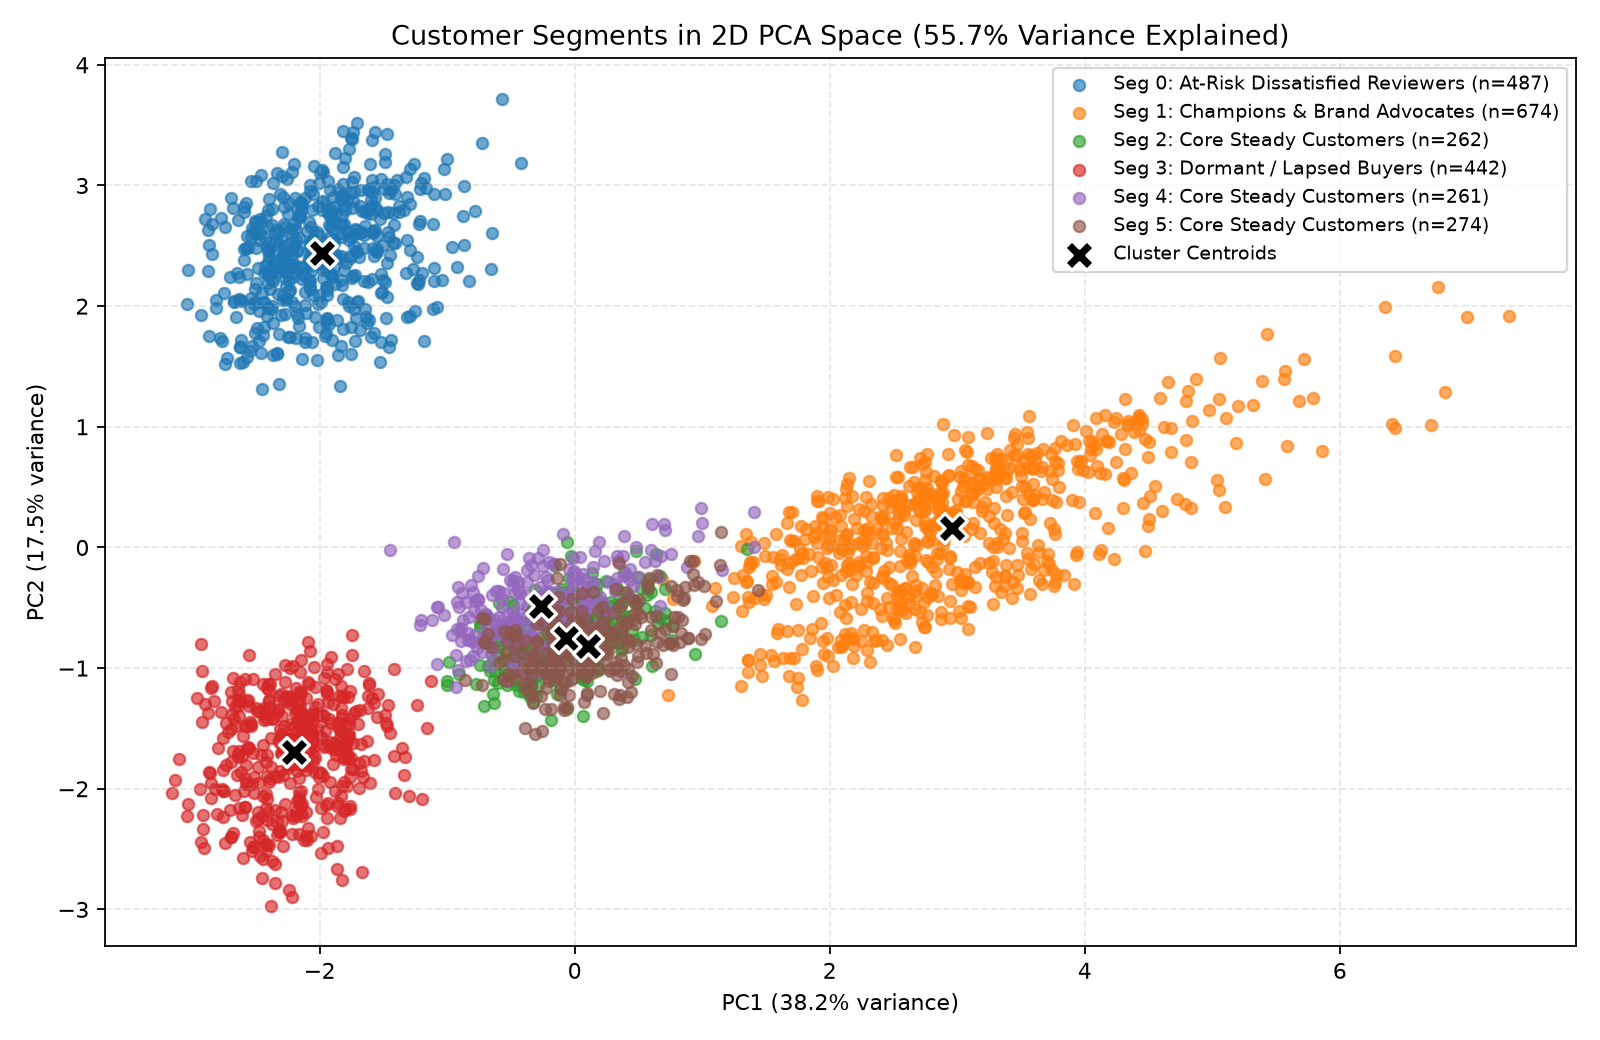 Customer Segments in 2D PCA Space (55.7% Variance Explained)
Seg 0: At-Risk Dissatisfied Reviewers (n=487)
Seg 1: Champions & Brand Advocates (n=674)
Seg 2: Core Steady Customers (n=262)
Seg 3: Dormant / Lapsed Buyers (n=442)
Seg 4: Core Steady Customers (n=261)
Seg 5: Core Steady Customers (n=274)
Cluster Centroids
PC2 (17.5% variance)
4
3
2
1
0
−1
−2
−3
−2
0
2
4
6
PC1 (38.2% variance)